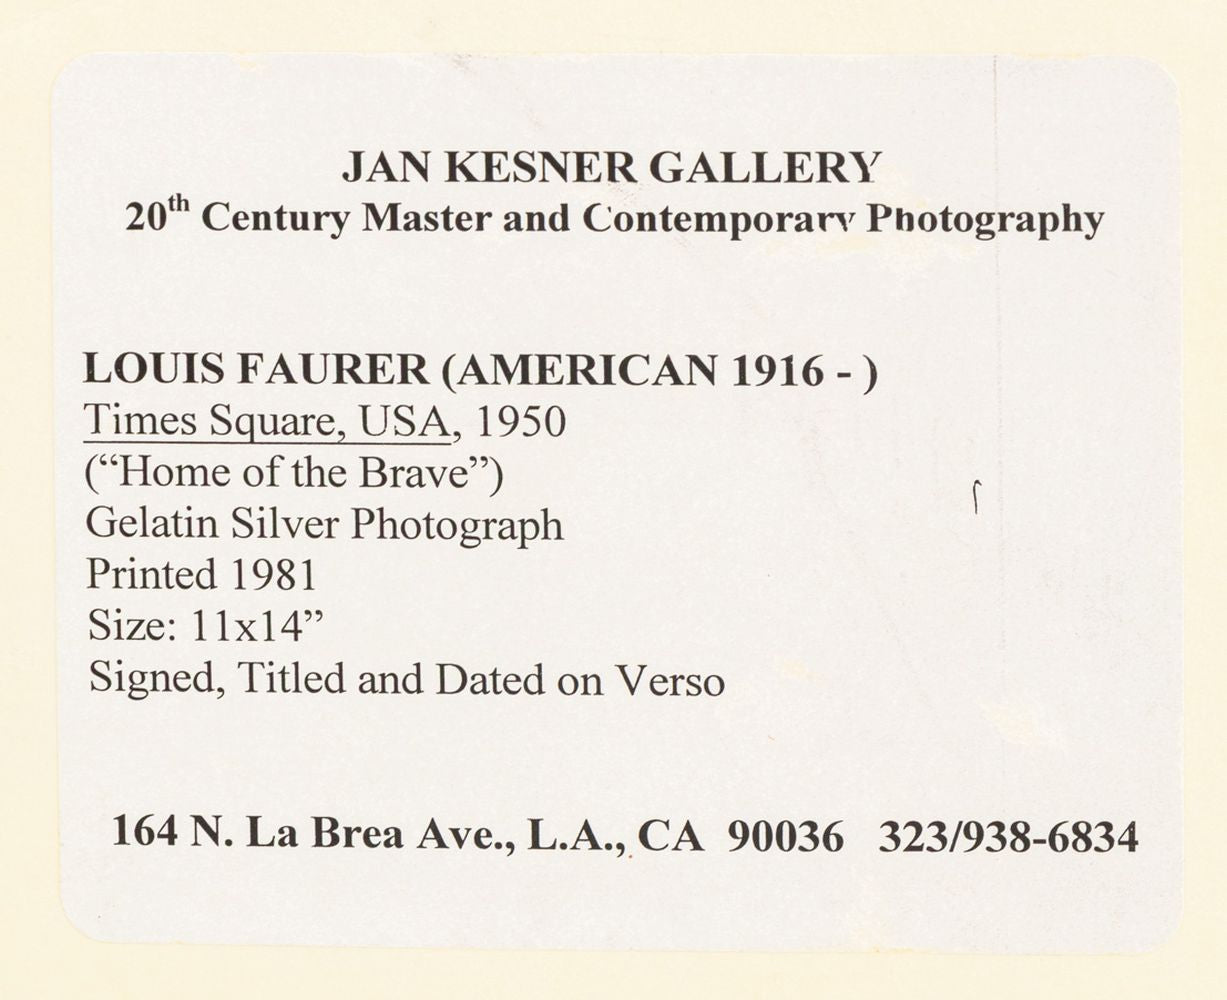 JAN KESNER GALLERY
20th Century Master and Contemporary Photography
LOUIS FAURER (AMERICAN 1916 - )
Times Square, USA, 1950
(“Home of the Brave”)
Gelatin Silver Photograph
Printed 1981
Size: 11x14”
Signed, Titled and Dated on Verso
164 N. La Brea Ave., L.A., CA 90036 323/938-6834